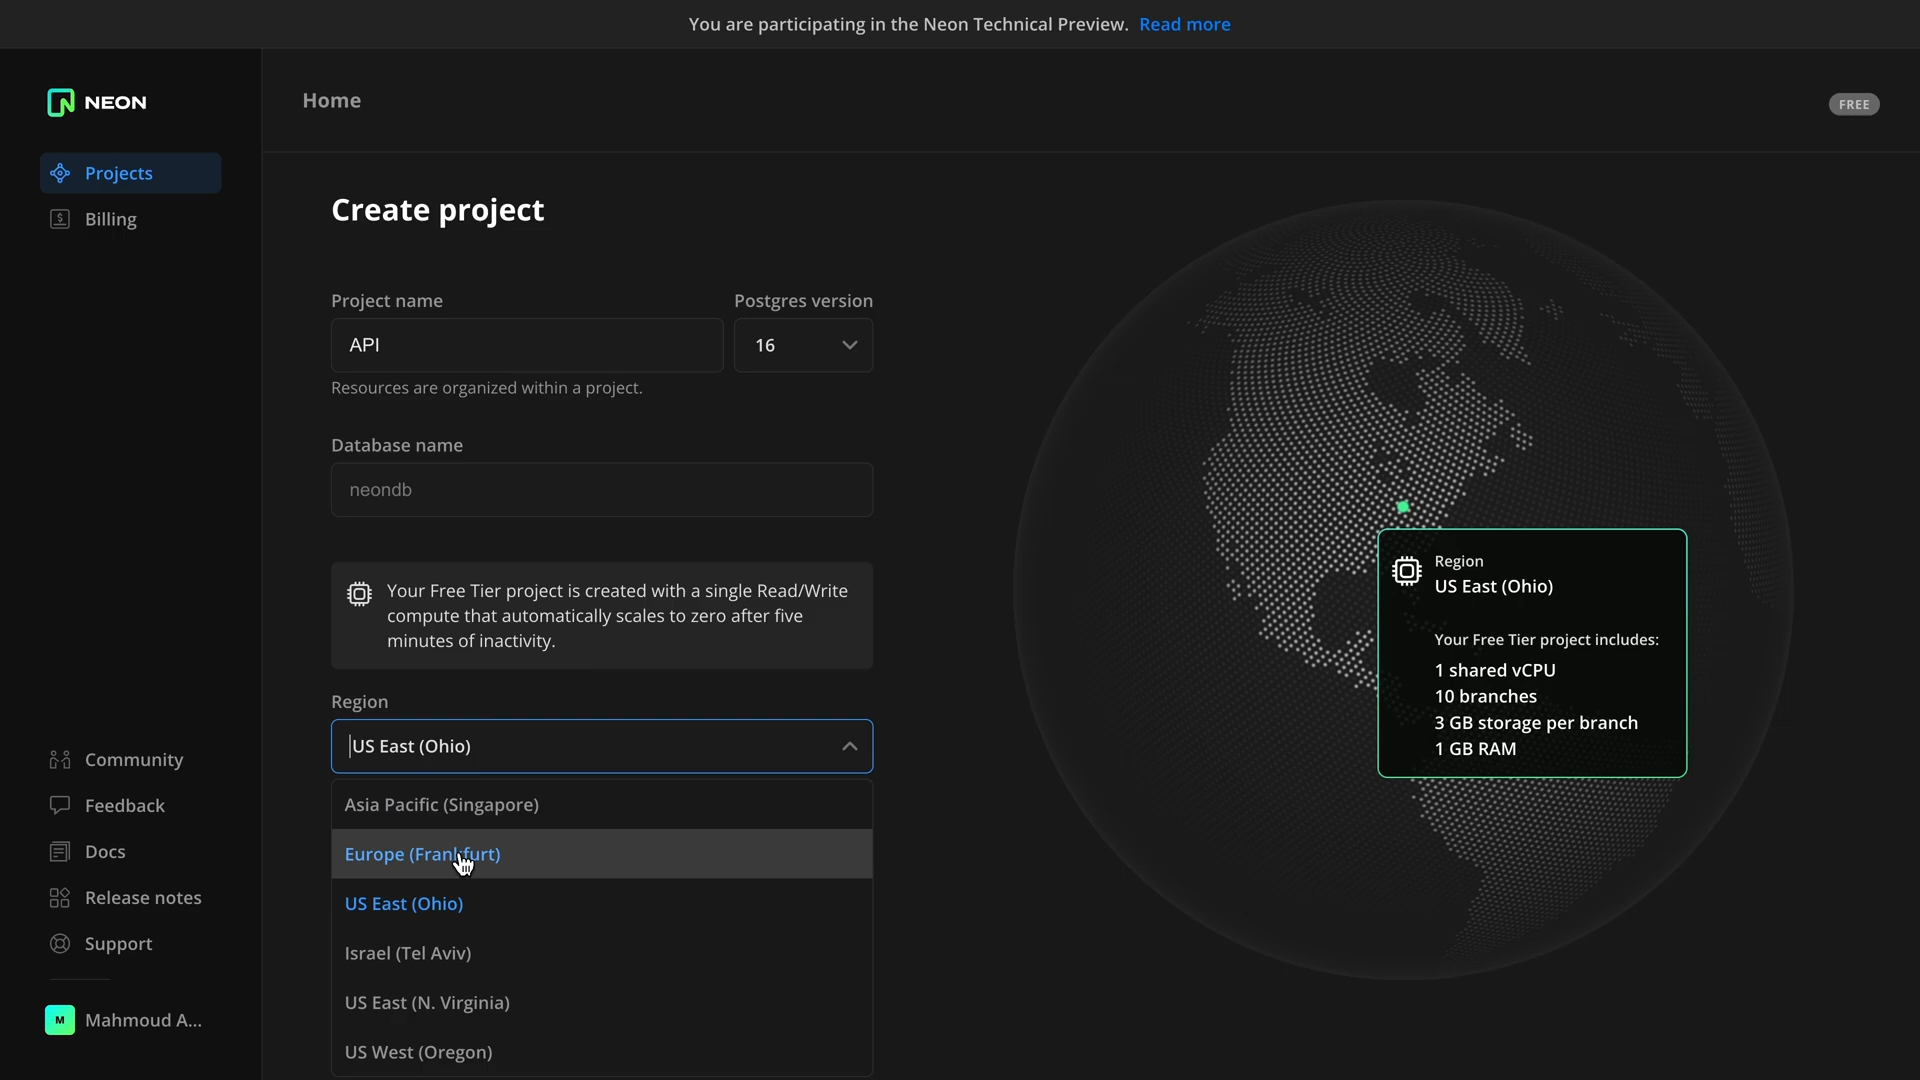 You are participating in the Neon Technical Preview. Read more
NEON
Home
FREE
Projects
Billing
Create project
Project name
Postgres version
API
16
Resources are organized within a project.
Database name
neondb
Your Free Tier project is created with a single Read/Write
compute that automatically scales to zero after five
minutes of inactivity.
Region
US East (Ohio)
Asia Pacific (Singapore)
Europe (Frankfurt)
US East (Ohio)
Israel (Tel Aviv)
US East (N. Virginia)
US West (Oregon)
Region
US East (Ohio)
Your Free Tier project includes:
1 shared vCPU
10 branches
3 GB storage per branch
1 GB RAM
Community
Feedback
Docs
Release notes
Support
M
Mahmoud A...